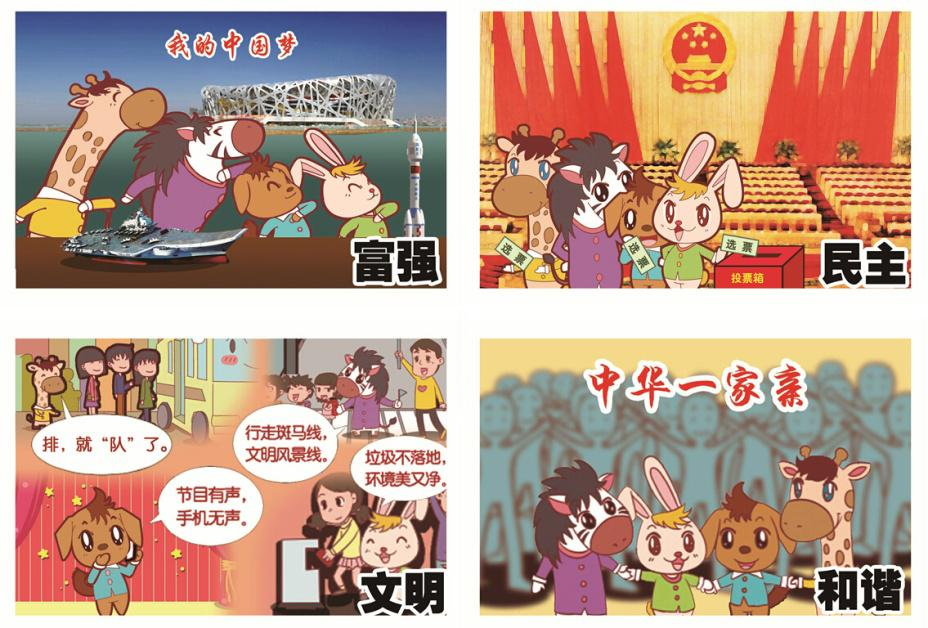 我的中国梦
富强
选票
选票
选票
投票箱
民主
排，就“队”了。
行走斑马线，
文明风景线。
垃圾不落地，
环境美又净。
节目有声，
手机无声。
文明
中华一家亲
和谐